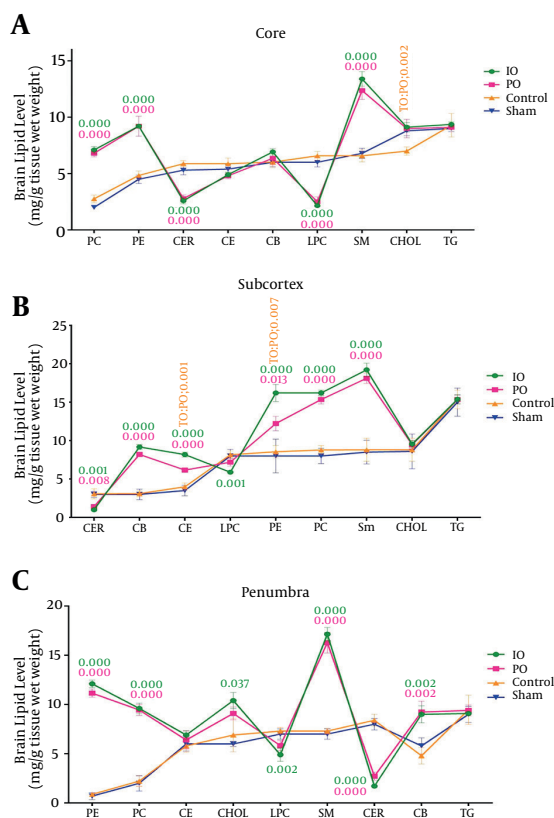 A
Core
TO:PO;0.002
15
10
5
0
Brain Lipid Level
(mg/g tissue wet weight)
0.000
0.000
0.000
0.000
0.000
0.000
0.000
0.000
0.000
0.000
IO
PO
Control
Sham
PC PE CER CE CB LPC SM CHOL TG
B
Subcortex
TO:PO;0.001
TO:PO;0.007
25
20
15
10
5
0
Brain Lipid Level
(mg/g tissue wet weight)
0.001
0.008
0.000
0.000
0.000
0.000
0.001
0.000
0.013
0.000
0.000
0.000
0.000
IO
PO
Control
Sham
CER CB CE LPC PE PC Sm CHOL TG
C
Penumbra
20
15
10
5
0
Brain Lipid Level
(mg/g tissue wet weight)
0.000
0.000
0.000
0.000
0.037
0.002
0.000
0.000
0.000
0.000
0.002
0.002
IO
PO
Control
Sham
PE PC CE CHOL LPC SM CER CB TG